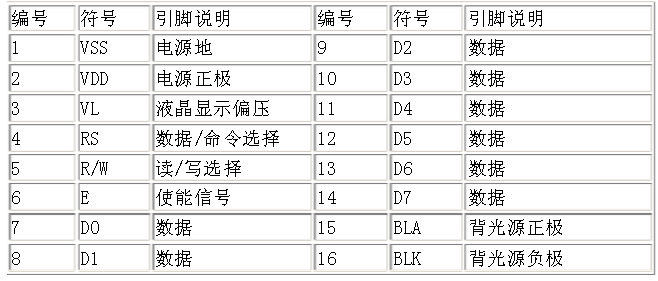 编号 符号 引脚说明 编号 符号 引脚说明
1 VSS 电源地 9 D2 数据
2 VDD 电源正极 10 D3 数据
3 VL 液晶显示偏压 11 D4 数据
4 RS 数据/命令选择 12 D5 数据
5 R/W 读/写选择 13 D6 数据
6 E 使能信号 14 D7 数据
7 D0 数据 15 BLA 背光源正极
8 D1 数据 16 BLK 背光源负极